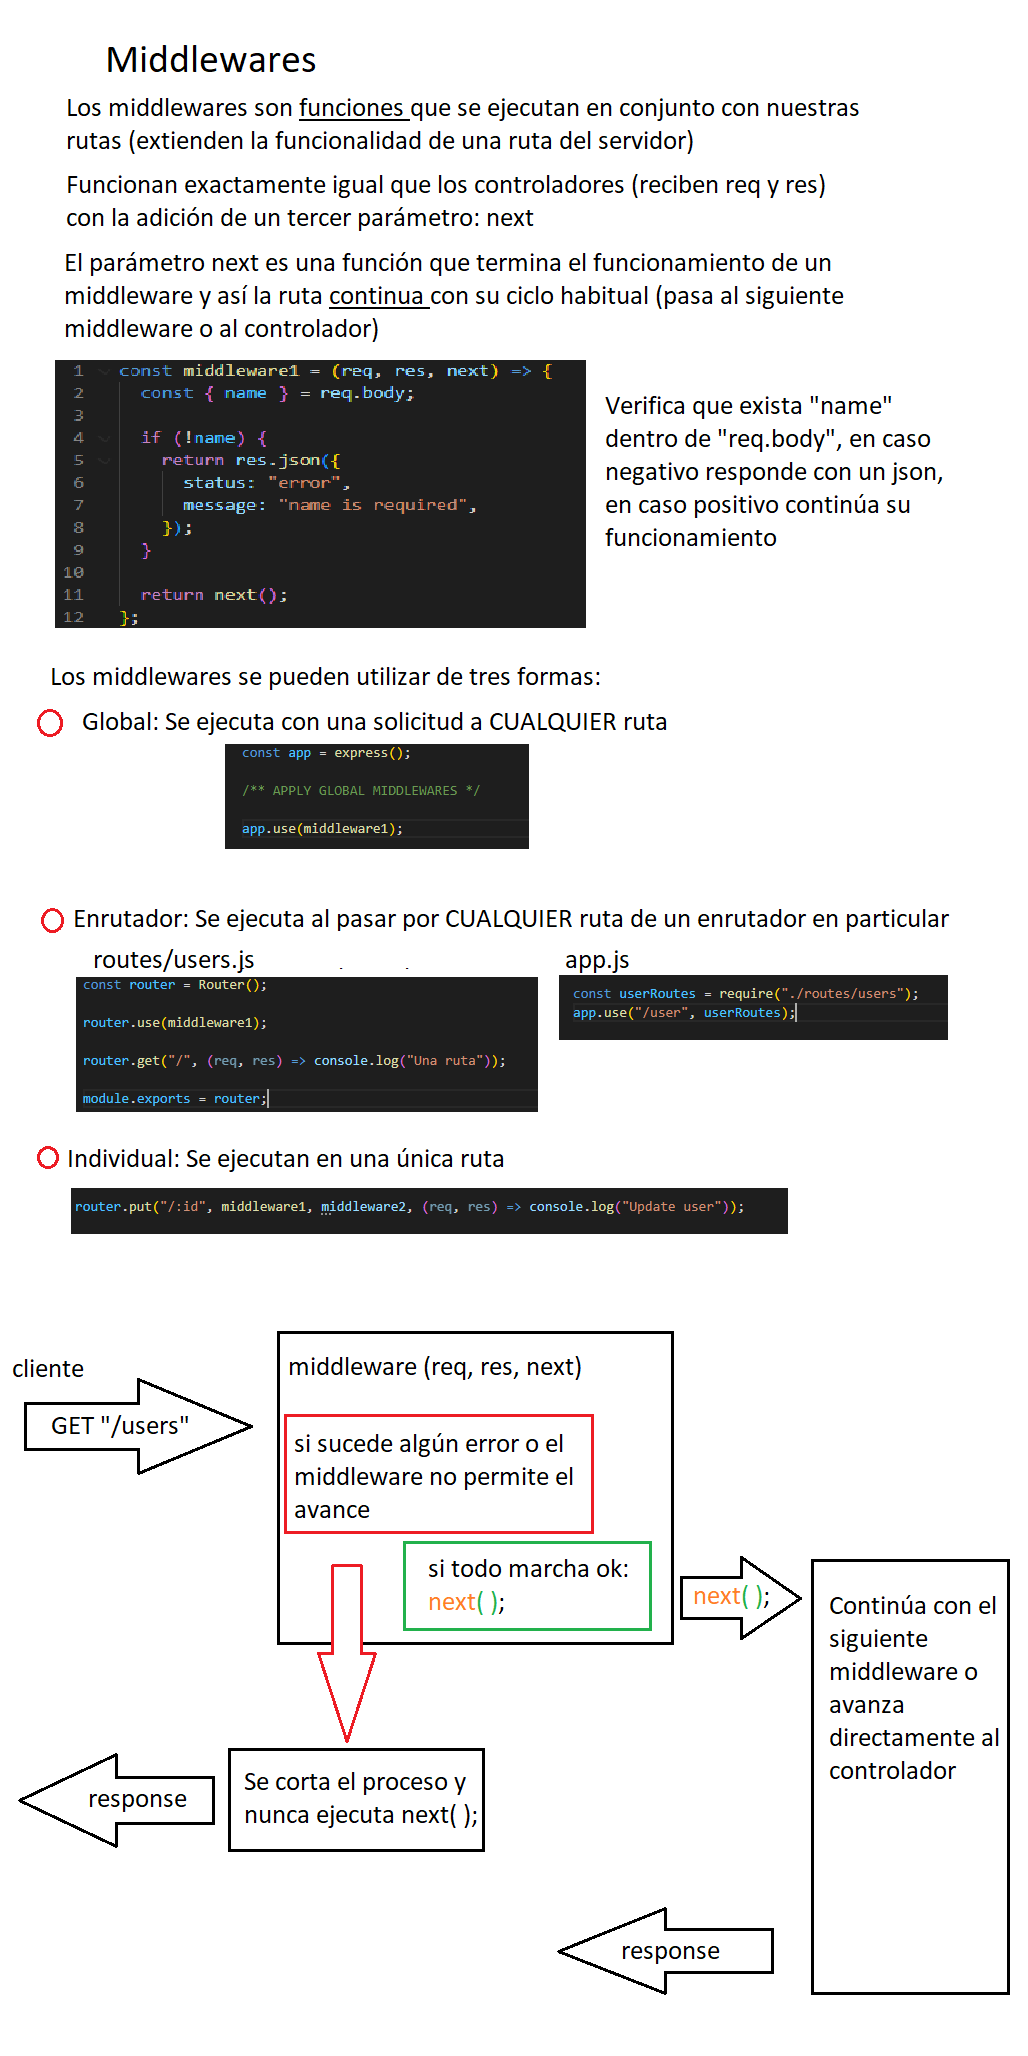 Middlewares
Los middlewares son funciones que se ejecutan en conjunto con nuestras
rutas (extienden la funcionalidad de una ruta del servidor)
Funcionan exactamente igual que los controladores (reciben req y res)
con la adición de un tercer parámetro: next
El parámetro next es una función que termina el funcionamiento de un
middleware y así la ruta continua con su ciclo habitual (pasa al siguiente
middleware o al controlador)
1 const middleware1 = (req, res, next) => {
2 const { name } = req.body;
3
4 if (!name) {
5 return res.json({
6 status: "error",
7 message: "name is required",
8 });
9 }
10
11 return next();
12 };
Verifica que exista "name"
dentro de "req.body", en caso
negativo responde con un json,
en caso positivo continúa su
funcionamiento
Los middlewares se pueden utilizar de tres formas:
Global: Se ejecuta con una solicitud a CUALQUIER ruta
const app = express();
/** APPLY GLOBAL MIDDLEWARES */
app.use(middleware1);
Enrutador: Se ejecuta al pasar por CUALQUIER ruta de un enrutador en particular
routes/users.js
const router = Router();
router.use(middleware1);
router.get("/", (req, res) => console.log("Una ruta"));
module.exports = router;
app.js
const userRoutes = require("./routes/users");
app.use("/user", userRoutes);
Individual: Se ejecutan en una única ruta
router.put("/:id", middleware1, middleware2, (req, res) => console.log("Update user"));
cliente
GET "/users"
middleware (req, res, next)
si sucede algún error o el
middleware no permite el
avance
si todo marcha ok:
next( );
next( );
Continúa con el
siguiente
middleware o
avanza
directamente al
controlador
Se corta el proceso y
nunca ejecuta next( );
response
response